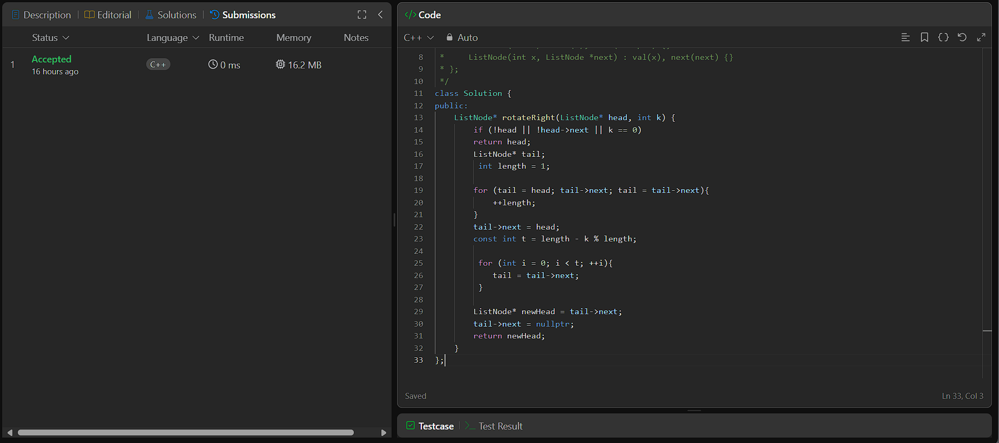 Description | Editorial | Solutions | Submissions
Status Language Runtime Memory Notes
1 Accepted C++ 0 ms 16.2 MB
16 hours ago
</> Code
C++ Auto
8 *     ListNode(int x, ListNode *next) : val(x), next(next) {}
9 * };
10 */
11 class Solution {
12 public:
13     ListNode* rotateRight(ListNode* head, int k) {
14         if (!head || !head->next || k == 0)
15         return head;
16         ListNode* tail;
17          int length = 1;
18
19         for (tail = head; tail->next; tail = tail->next){
20             ++length;
21         }
22         tail->next = head;
23         const int t = length - k % length;
24
25          for (int i = 0; i < t; ++i){
26             tail = tail->next;
27          }
28
29         ListNode* newHead = tail->next;
30         tail->next = nullptr;
31         return newHead;
32     }
33 };
Saved Ln 33, Col 3
Testcase | Test Result